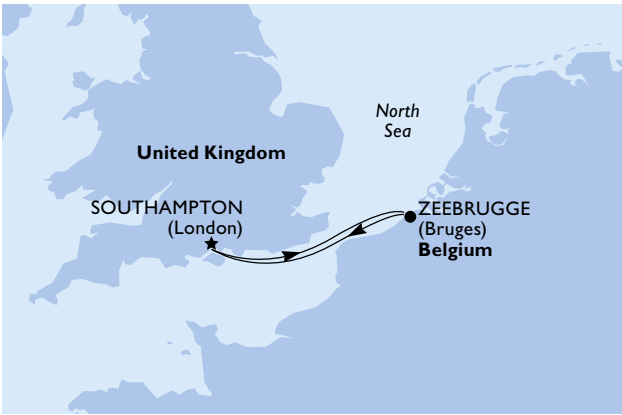 North
Sea
United Kingdom
SOUTHAMPTON
(London)
ZEEBRUGGE
(Bruges)
Belgium